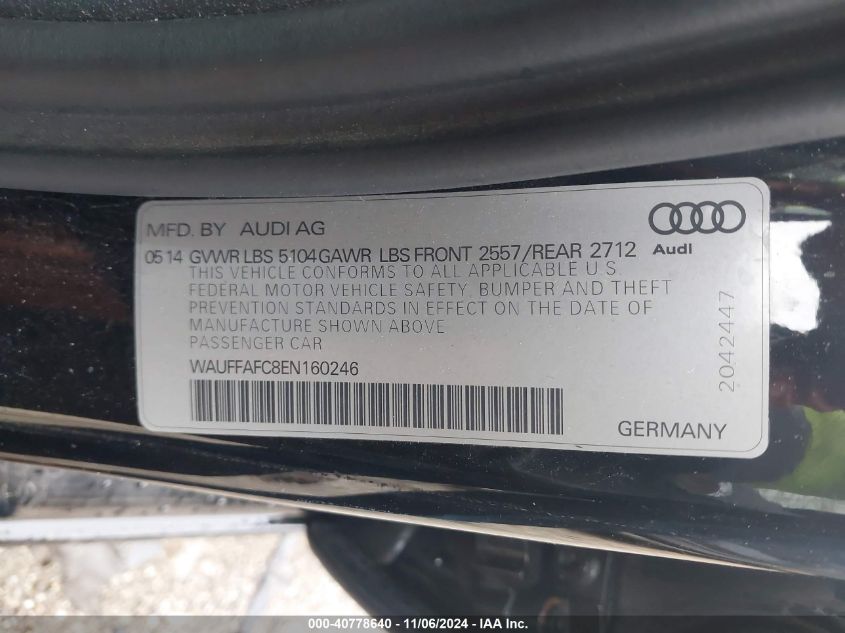 MFD. BY AUDI AG
05 14 GVWR LBS 5104 GAWR LBS FRONT 2557/REAR 2712
Audi
THIS VEHICLE CONFORMS TO ALL APPLICABLE U.S.
FEDERAL MOTOR VEHICLE SAFETY, BUMPER AND THEFT
PREVENTION STANDARDS IN EFFECT ON THE DATE OF
MANUFACTURE SHOWN ABOVE
PASSENGER CAR
WAUFFAFC8EN160246
2042447
GERMANY
000-40778640 - 11/06/2024 - IAA Inc.